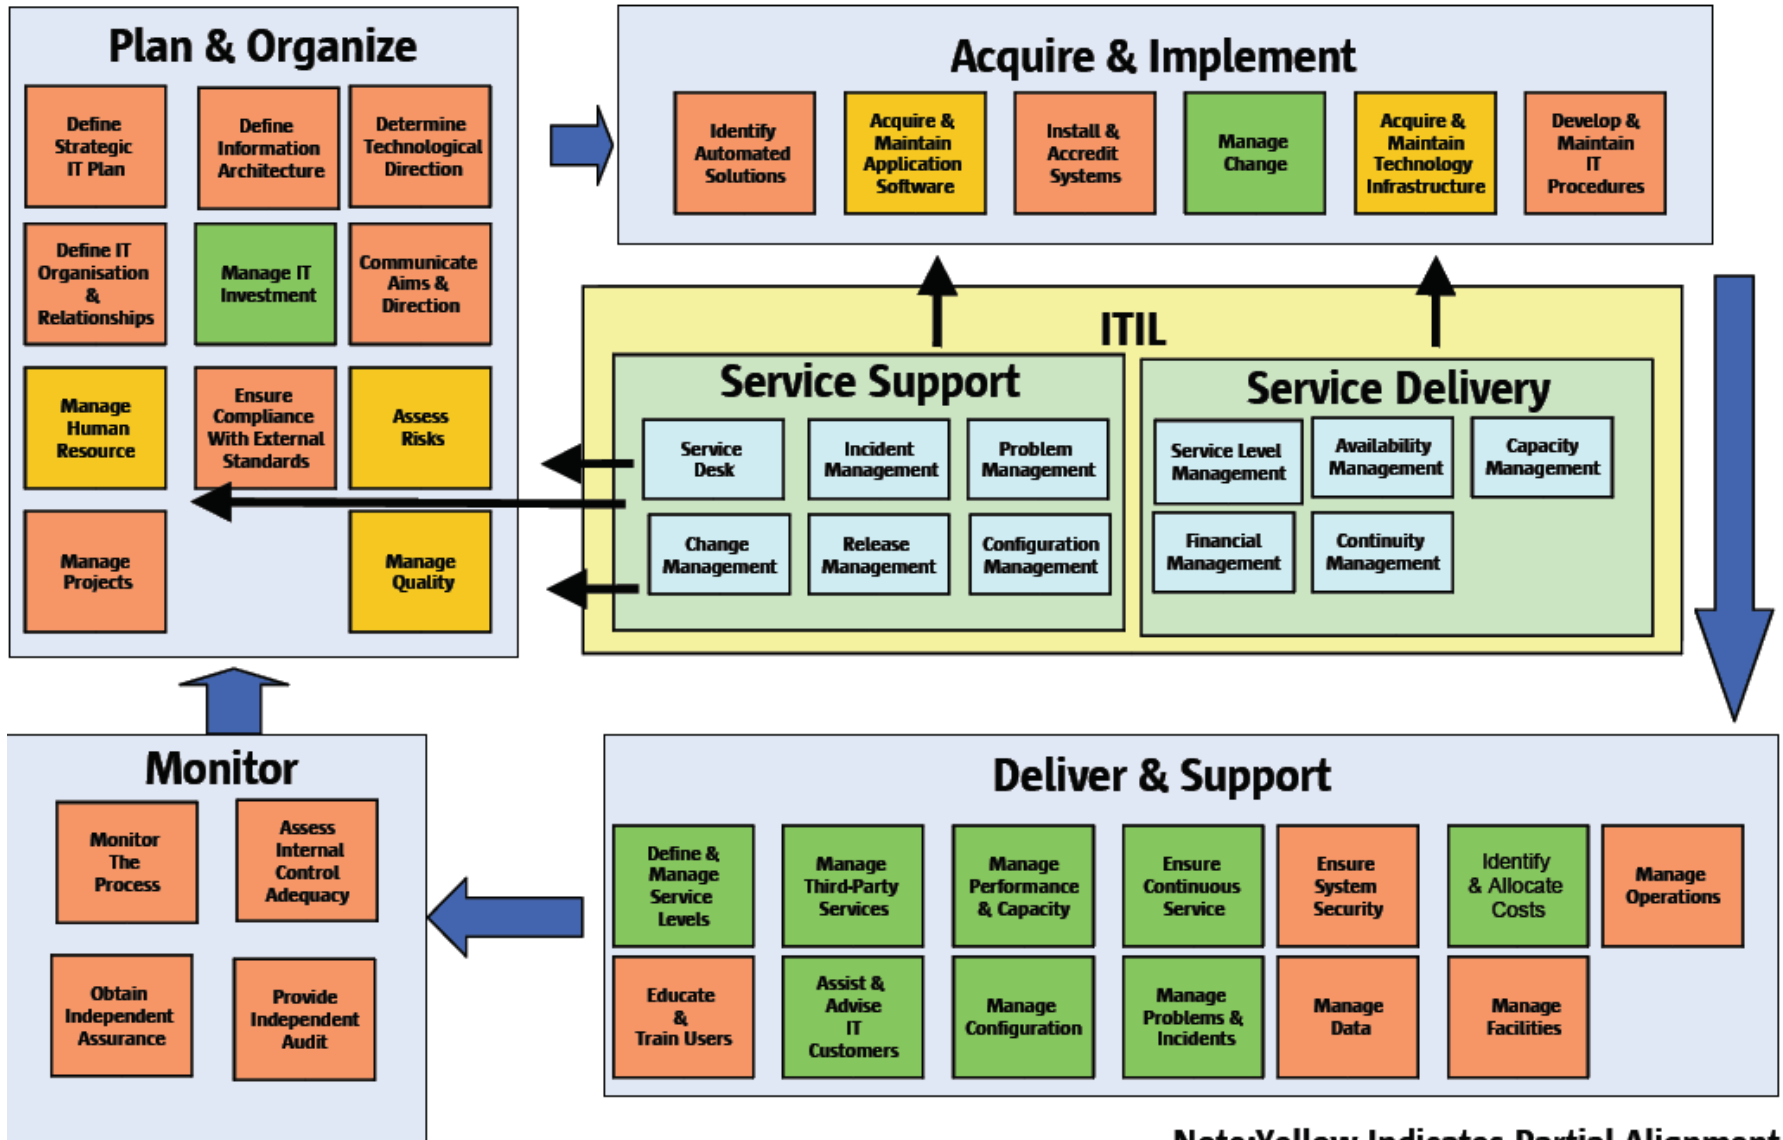 Plan & Organize
Define
Strategic
IT Plan
Define
Information
Architecture
Determine
Technological
Direction
Define IT
Organisation
&
Relationships
Manage IT
Investment
Communicate
Aims &
Direction
Manage
Human
Resource
Ensure
Compliance
With External
Standards
Assess
Risks
Manage
Projects
Manage
Quality
Acquire & Implement
Identify
Automated
Solutions
Acquire &
Maintain
Application
Software
Install &
Accredit
Systems
Manage
Change
Acquire &
Maintain
Technology
Infrastructure
Develop &
Maintain
IT
Procedures
ITIL
Service Support
Service
Desk
Incident
Management
Problem
Management
Change
Management
Release
Management
Configuration
Management
Service Delivery
Service Level
Management
Availability
Management
Capacity
Management
Financial
Management
Continuity
Management
Monitor
Monitor
The
Process
Assess
Internal
Control
Adequacy
Obtain
Independent
Assurance
Provide
Independent
Audit
Deliver & Support
Define &
Manage
Service
Levels
Manage
Third-Party
Services
Manage
Performance
& Capacity
Ensure
Continuous
Service
Ensure
System
Security
Identify
& Allocate
Costs
Manage
Operations
Educate
&
Train Users
Assist &
Advise
IT
Customers
Manage
Configuration
Manage
Problems &
Incidents
Manage
Data
Manage
Facilities
Note:Yellow Indicates Partial Alignment